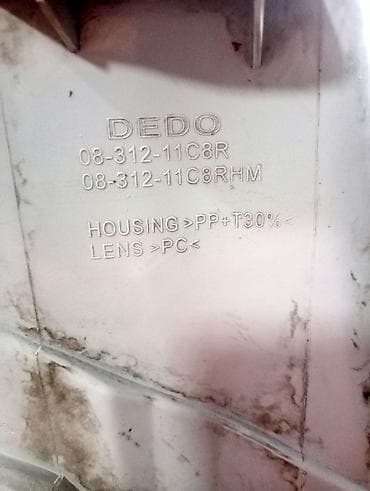 DEDO
08-312-11C8R
08-312-11C8RHM
HOUSING >PP+T30%<
LENS >PC<